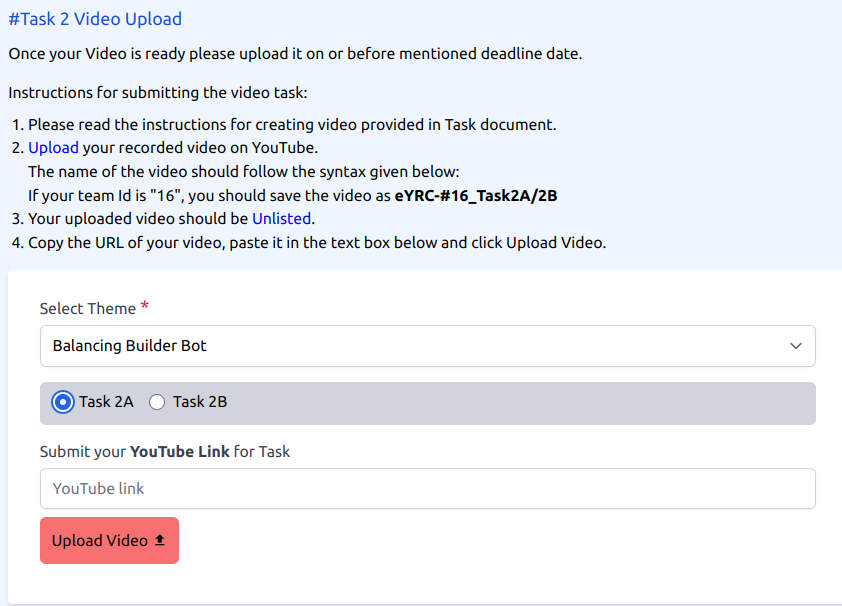 #Task 2 Video Upload
Once your Video is ready please upload it on or before mentioned deadline date.
Instructions for submitting the video task:
1. Please read the instructions for creating video provided in Task document.
2. Upload your recorded video on YouTube.
The name of the video should follow the syntax given below:
If your team Id is "16", you should save the video as eYRC-#16_Task2A/2B
3. Your uploaded video should be Unlisted.
4. Copy the URL of your video, paste it in the text box below and click Upload Video.
Select Theme *
Balancing Builder Bot
Task 2A Task 2B
Submit your YouTube Link for Task
YouTube link
Upload Video